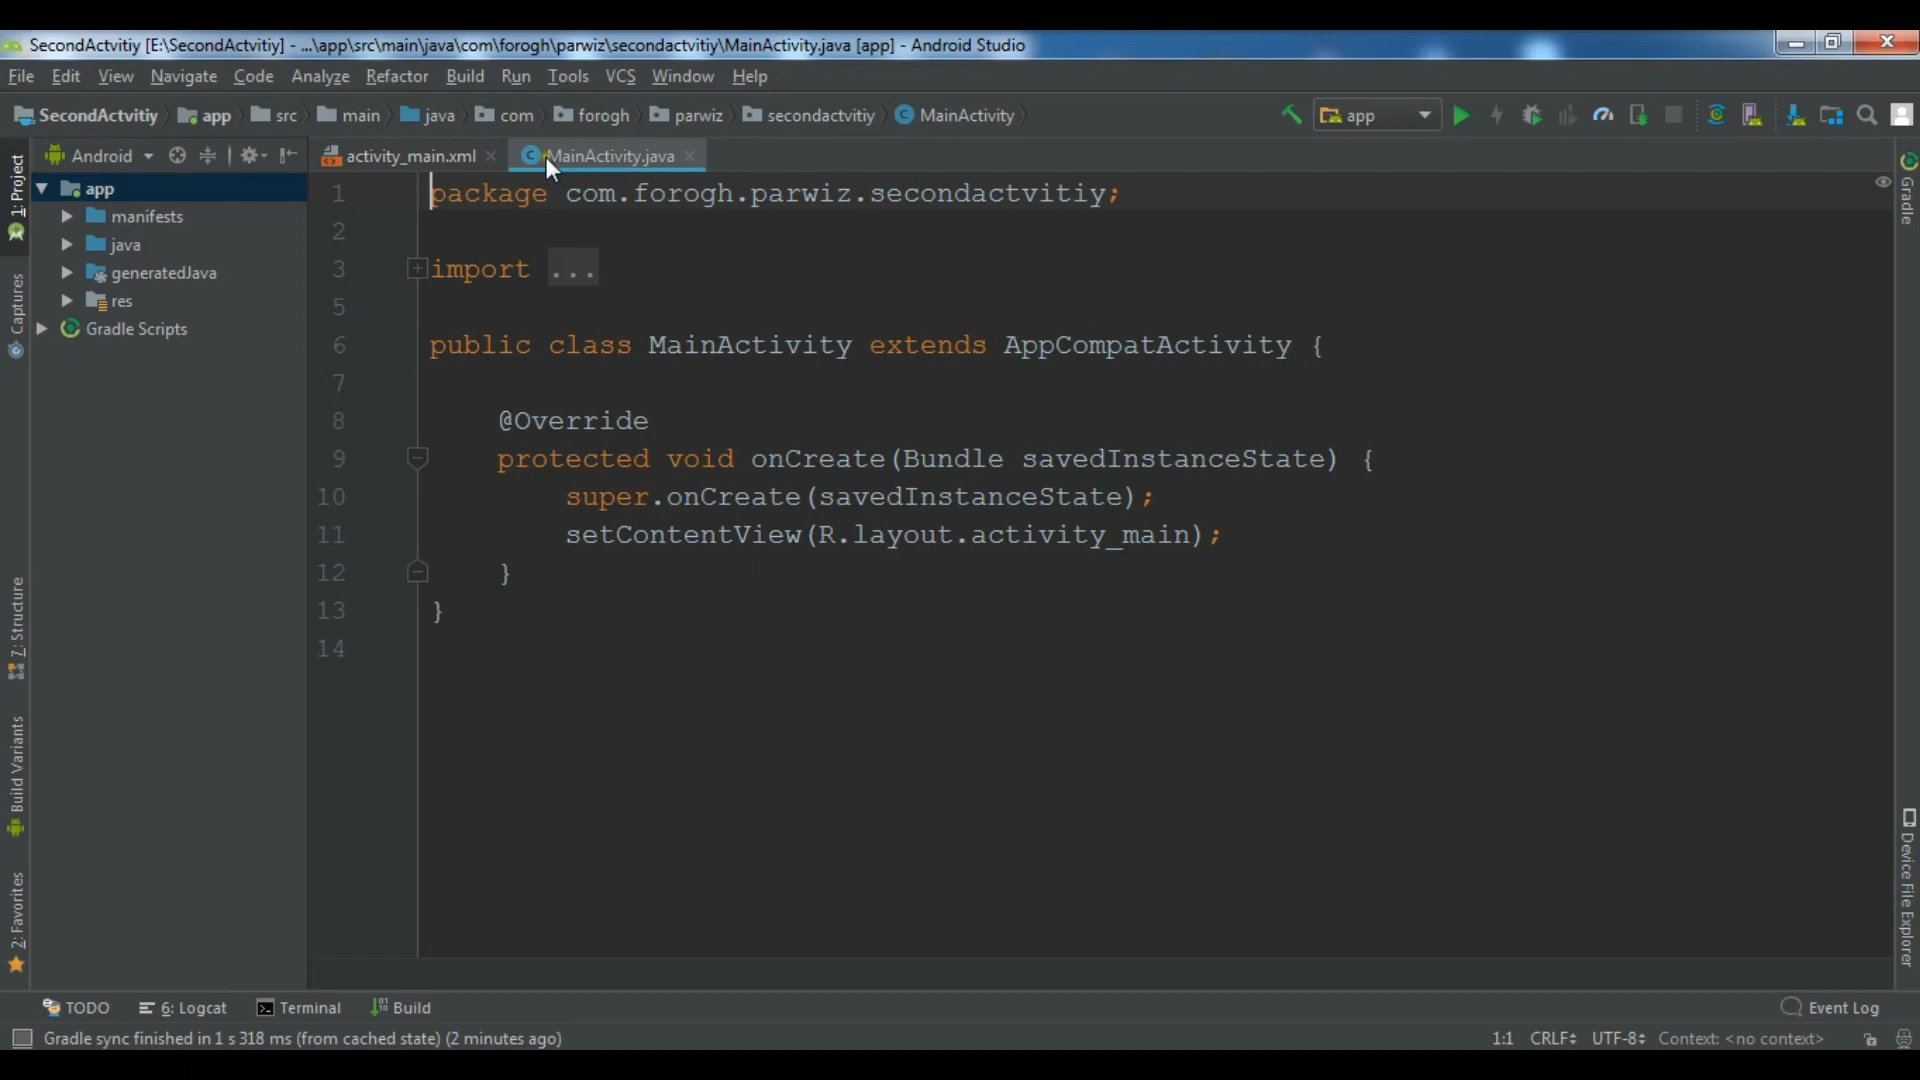 SecondActvitiy [E:\SecondActvitiy] - ...\app\src\main\java\com\forogh\parwiz\secondactvitiy\MainActivity.java [app] - Android Studio
File Edit View Navigate Code Analyze Refactor Build Run Tools VCS Window Help
SecondActvitiy app src main java com forogh parwiz secondactvitiy MainActivity app
Android activity_main.xml MainActivity.java
app
manifests
java
generatedJava
res
Gradle Scripts
1: Project
Captures
7: Structure
Build Variants
2: Favorites
1 package com.forogh.parwiz.secondactvitiy;
2
3 import ...
5
6 public class MainActivity extends AppCompatActivity {
7
8 @Override
9 protected void onCreate(Bundle savedInstanceState) {
10 super.onCreate(savedInstanceState);
11 setContentView(R.layout.activity_main);
12 }
13 }
14
Gradle
Device File Explorer
TODO 6: Logcat Terminal Build Event Log
Gradle sync finished in 1 s 318 ms (from cached state) (2 minutes ago) 1:1 CRLF UTF-8 Context: <no context>